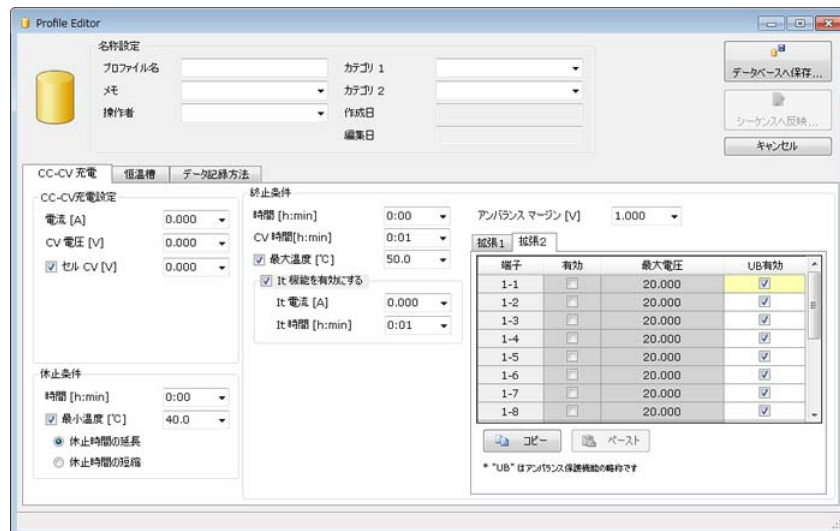 Profile Editor
名称設定
プロファイル名
カテゴリ 1
メモ
カテゴリ 2
操作者
作成日
編集日
データベースへ保存...
シーケンスへ反映...
キャンセル
CC-CV 充電 恒温槽 データ記録方法
CC-CV充電設定
電流 [A] 0.000
CV 電圧 [V] 0.000
セル CV [V] 0.000
休止条件
時間 [h:min] 0:00
最小温度 [℃] 40.0
休止時間の延長
休止時間の短縮
終止条件
時間 [h:min] 0:00
CV 時間[h:min] 0:01
最大温度 [℃] 50.0
It 機能を有効にする
It 電流 [A] 0.000
It 時間 [h:min] 0:01
アンバランス マージン [V] 1.000
拡張1 拡張2
端子 有効 最大電圧 UB有効
1-1 20.000
1-2 20.000
1-3 20.000
1-4 20.000
1-5 20.000
1-6 20.000
1-7 20.000
1-8 20.000
コピー ペースト
* "UB" はアンバランス保護機能の略称です